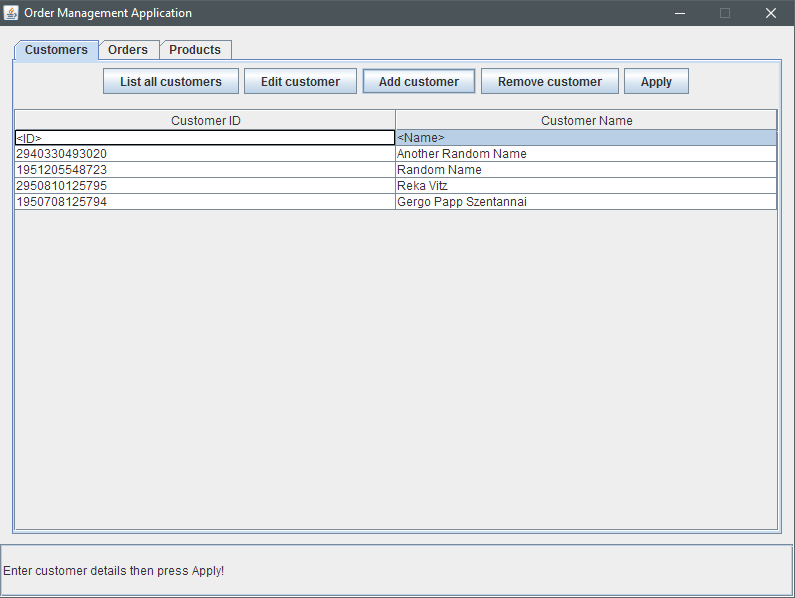 Order Management Application
Customers Orders Products
List all customers Edit customer Add customer Remove customer Apply
Customer ID Customer Name
<ID> <Name>
2940330493020 Another Random Name
1951205548723 Random Name
2950810125795 Reka Vitz
1950708125794 Gergo Papp Szentannai
Enter customer details then press Apply!